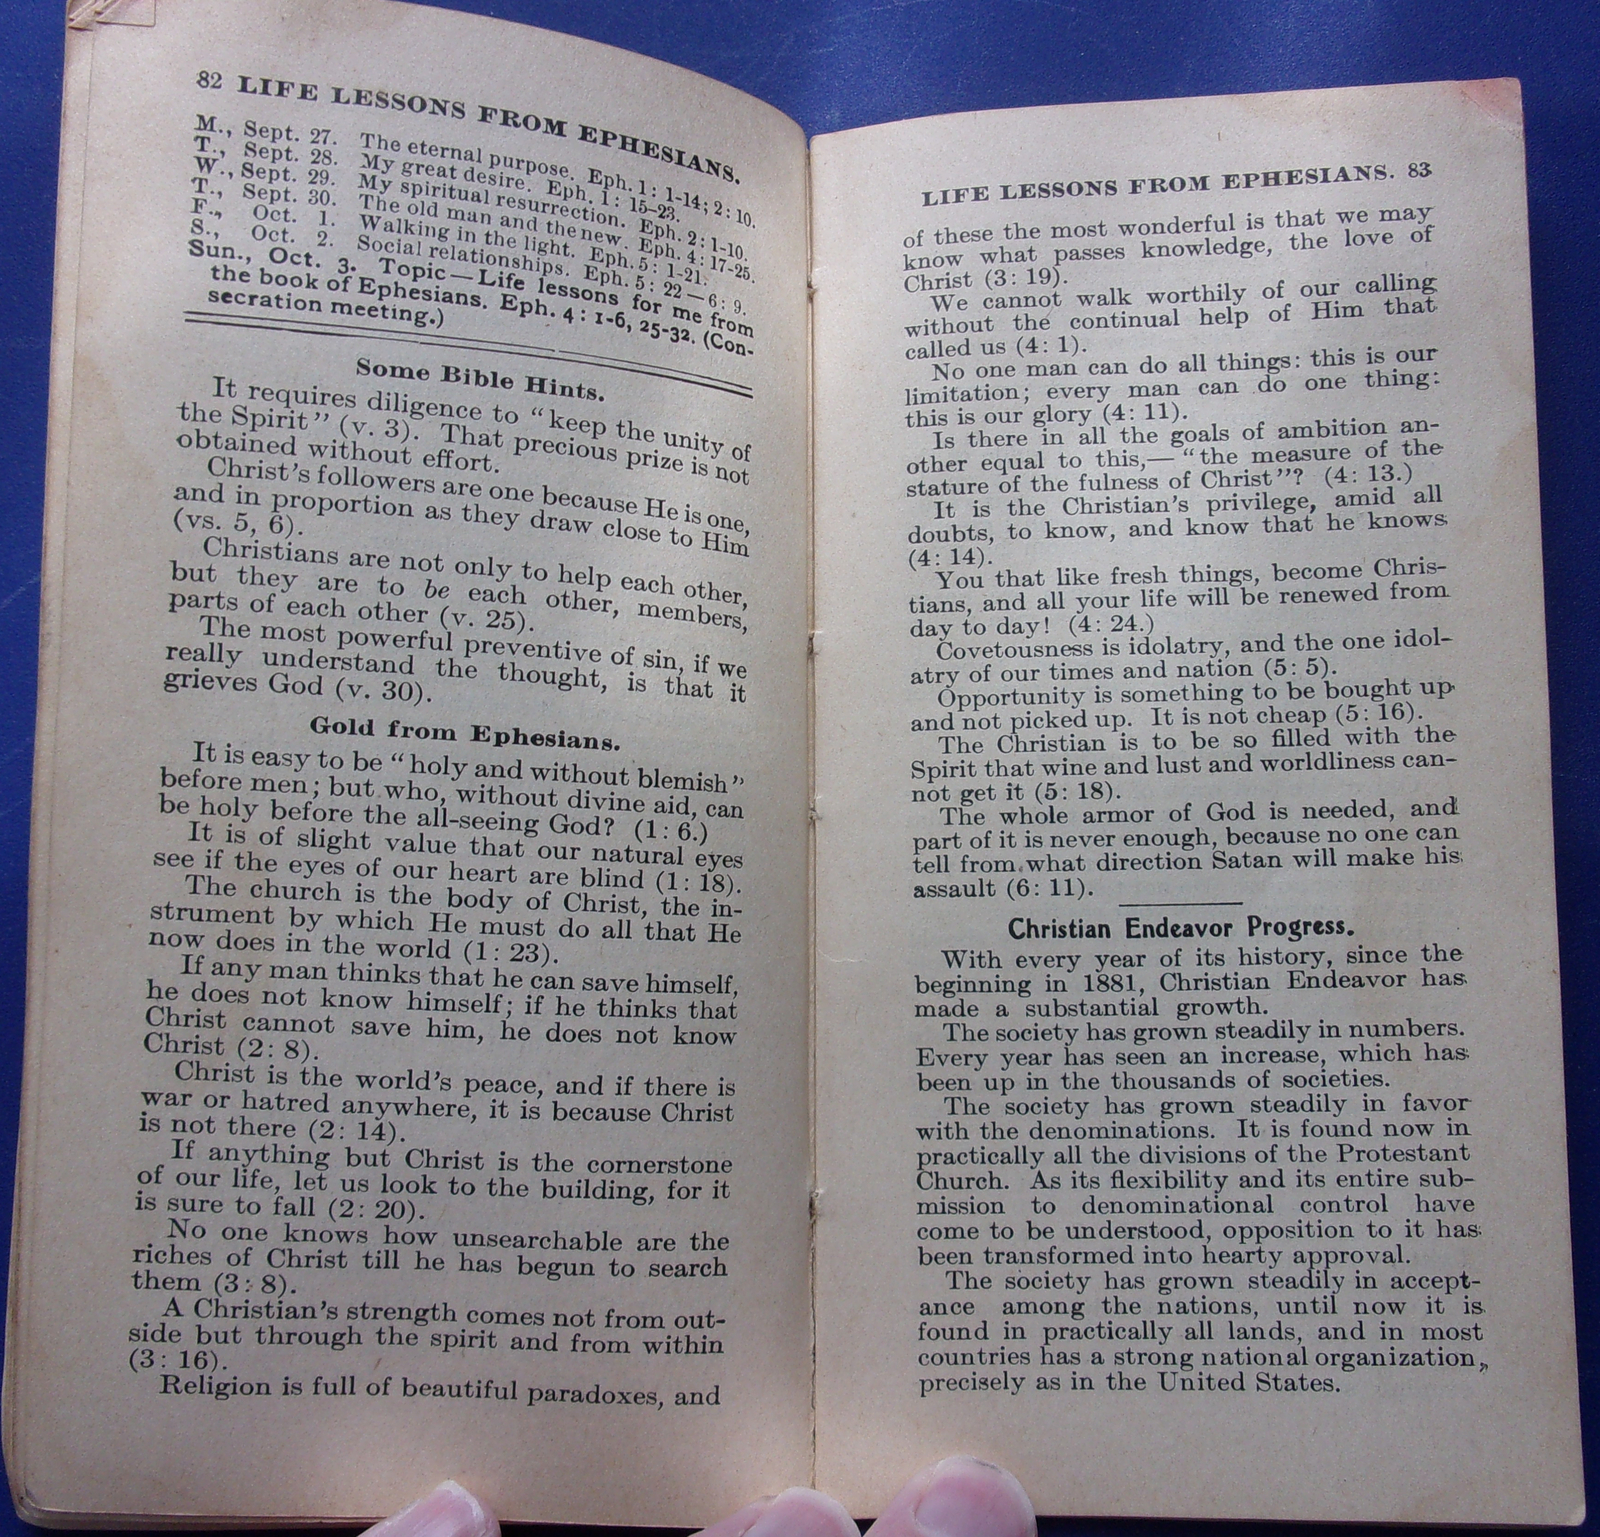 82 LIFE LESSONS FROM EPHESIANS.
M., Sept. 27. The eternal purpose. Eph. 1: 1-14; 2: 10.
T., Sept. 28. My great desire. Eph. 1: 15-23.
W., Sept. 29. My spiritual resurrection. Eph. 2: 1-10.
T., Sept. 30. The old man and the new. Eph. 4: 17-25.
F., Oct. 1. Walking in the light. Eph. 5: 1-21.
S., Oct. 2. Social relationships. Eph. 5: 22—6: 9.
Sun., Oct. 3. Topic—Life lessons for me from
the book of Ephesians. Eph. 4: 1-6, 25-32. (Con-
secration meeting.)
Some Bible Hints.
It requires diligence to "keep the unity of
the Spirit" (v. 3). That precious prize is not
obtained without effort.
Christ's followers are one because He is one,
and in proportion as they draw close to Him
(vs. 5, 6).
Christians are not only to help each other,
but they are to be each other, members,
parts of each other (v. 25).
The most powerful preventive of sin, if we
really understand the thought, is that it
grieves God (v. 30).
Gold from Ephesians.
It is easy to be "holy and without blemish"
before men; but who, without divine aid, can
be holy before the all-seeing God? (1: 6.)
It is of slight value that our natural eyes
see if the eyes of our heart are blind (1: 18).
The church is the body of Christ, the in-
strument by which He must do all that He
now does in the world (1: 23).
If any man thinks that he can save himself,
he does not know himself; if he thinks that
Christ cannot save him, he does not know
Christ (2: 8).
Christ is the world's peace, and if there is
war or hatred anywhere, it is because Christ
is not there (2: 14).
If anything but Christ is the cornerstone
of our life, let us look to the building, for it
is sure to fall (2: 20).
No one knows how unsearchable are the
riches of Christ till he has begun to search
them (3: 8).
A Christian's strength comes not from out-
side but through the spirit and from within
(3: 16).
Religion is full of beautiful paradoxes, and
LIFE LESSONS FROM EPHESIANS. 83
of these the most wonderful is that we may
know what passes knowledge, the love of
Christ (3: 19).
We cannot walk worthily of our calling
without the continual help of Him that
called us (4: 1).
No one man can do all things: this is our
limitation; every man can do one thing:
this is our glory (4: 11).
Is there in all the goals of ambition an-
other equal to this,—"the measure of the
stature of the fulness of Christ"? (4: 13.)
It is the Christian's privilege, amid all
doubts, to know, and know that he knows
(4: 14).
You that like fresh things, become Chris-
tians, and all your life will be renewed from
day to day! (4: 24.)
Covetousness is idolatry, and the one idol-
atry of our times and nation (5: 5).
Opportunity is something to be bought up
and not picked up. It is not cheap (5: 16).
The Christian is to be so filled with the
Spirit that wine and lust and worldliness can-
not get it (5: 18).
The whole armor of God is needed, and
part of it is never enough, because no one can
tell from what direction Satan will make his
assault (6: 11).
Christian Endeavor Progress.
With every year of its history, since the
beginning in 1881, Christian Endeavor has
made a substantial growth.
The society has grown steadily in numbers.
Every year has seen an increase, which has
been up in the thousands of societies.
The society has grown steadily in favor
with the denominations. It is found now in
practically all the divisions of the Protestant
Church. As its flexibility and its entire sub-
mission to denominational control have
come to be understood, opposition to it has
been transformed into hearty approval.
The society has grown steadily in accept-
ance among the nations, until now it is
found in practically all lands, and in most
countries has a strong national organization,
precisely as in the United States.